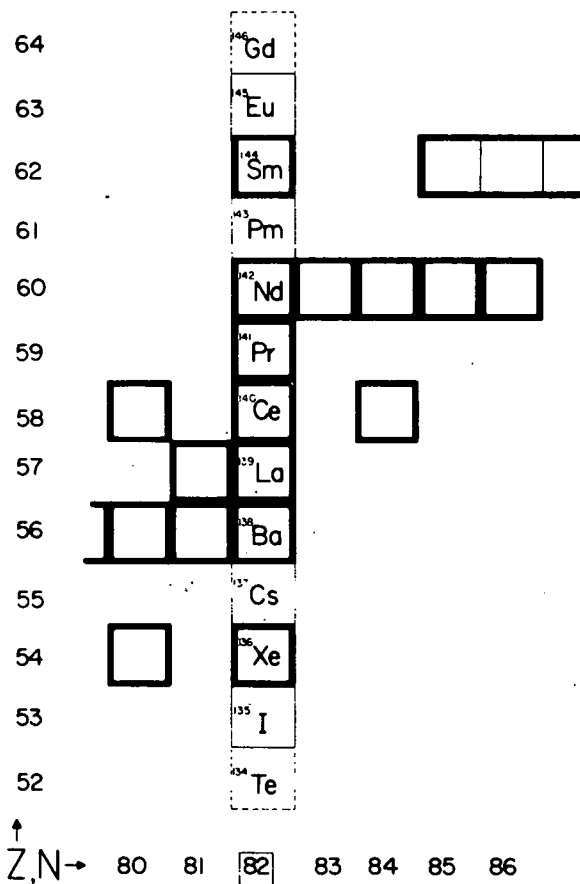 64 146Gd
63 145Eu
62 144Sm
61 143Pm
60 142Nd
59 141Pr
58 140Ce
57 139La
56 138Ba
55 137Cs
54 136Xe
53 135I
52 134Te
↑
Z,N→ 80 81 82 83 84 85 86